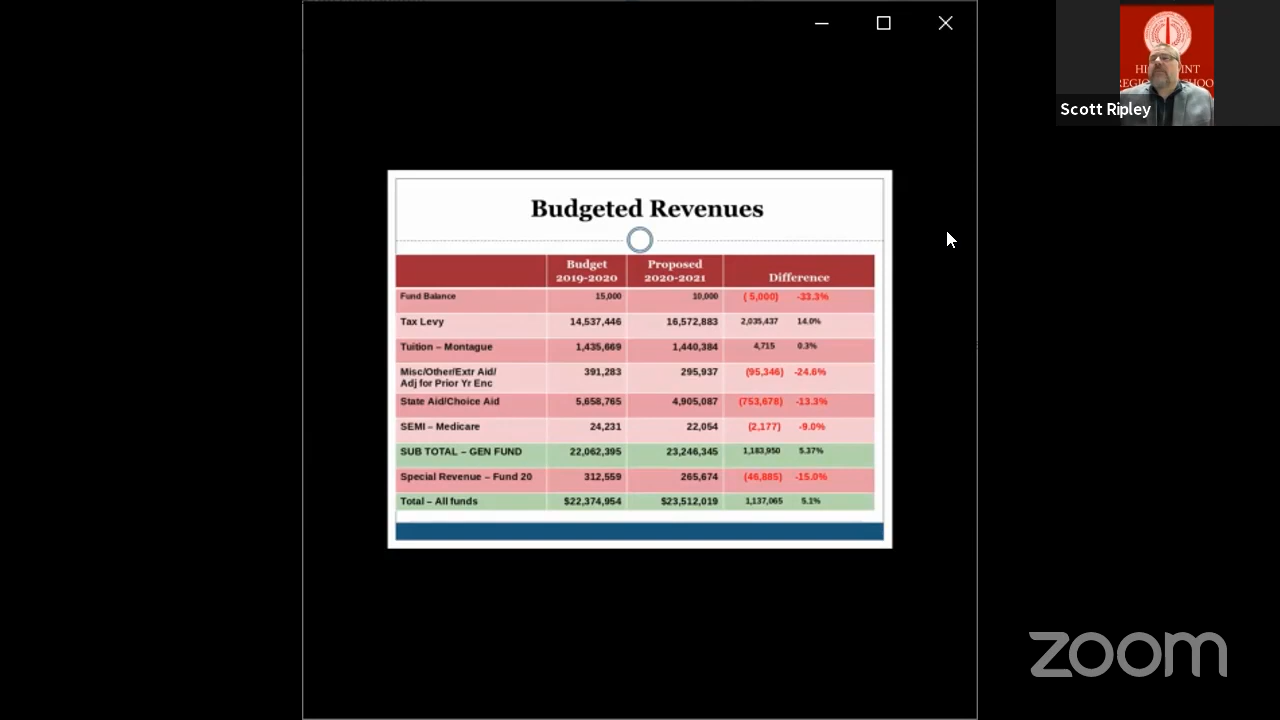 Budgeted Revenues
Budget 2019-2020 Proposed 2020-2021 Difference
Fund Balance 15,000 10,000 ( 5,000) -33.3%
Tax Levy 14,537,446 16,572,883 2,035,437 14.0%
Tuition – Montague 1,435,669 1,440,384 4,715 0.3%
Misc/Other/Extr Aid/ 391,283 295,937 (95,346) -24.6%
Adj for Prior Yr Enc
State Aid/Choice Aid 5,658,765 4,905,087 (753,678) -13.3%
SEMI – Medicare 24,231 22,054 (2,177) -9.0%
SUB TOTAL – GEN FUND 22,062,395 23,246,345 1,183,950 5.37%
Special Revenue – Fund 20 312,559 265,674 (46,885) -15.0%
Total – All funds $22,374,954 $23,512,019 1,137,065 5.1%
Scott Ripley
zoom